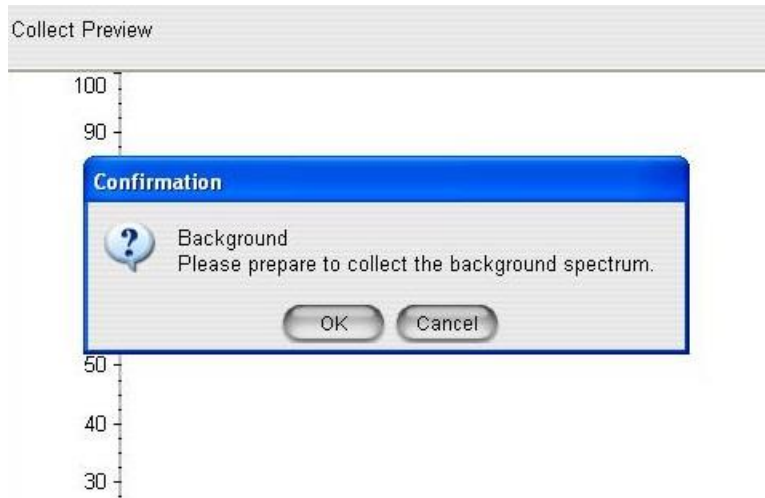 Collect Preview
100
90
Confirmation
?
Background
Please prepare to collect the background spectrum.
OK Cancel
50
40
30